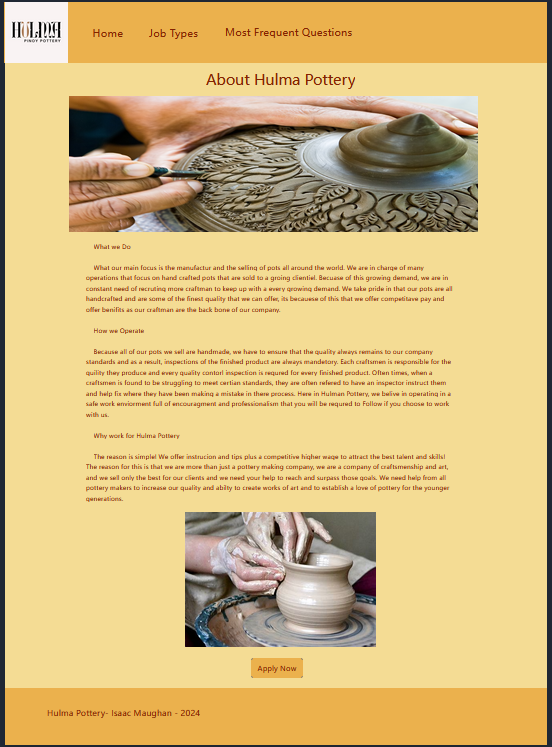 HULMA
PINOY POTTERY
Home Job Types Most Frequent Questions
About Hulma Pottery
What we Do
What our main focus is the manufactur and the selling of pots all around the world. We are in charge of many
operations that focus on hand crafted pots that are sold to a groing clientiel. Becuase of this growing demand, we are in
constant need of recruting more craftman to keep up with a every growing demand. We take pride in that our pots are all
handcrafted and are some of the finest quality that we can offer, its becauese of this that we offer competitave pay and
offer benifits as our craftman are the back bone of our company.
How we Operate
Because all of our pots we sell are handmade, we have to ensure that the quality always remains to our company
standards and as a result, inspections of the finished product are always mandetory. Each craftsmen is responsible for the
quility they produce and every quality contorl inspection is requred for every finished product. Often times, when a
craftsmen is found to be struggling to meet certian standards, they are often refered to have an inspector instruct them
and help fix where they have been making a mistake in there process. Here in Hulman Pottery, we belive in operating in a
safe work enviorment full of encouragment and professionalism that you will be requred to Follow if you choose to work
with us.
Why work for Hulma Pottery
The reason is simple! We offer instrucion and tips plus a competitive higher wage to attract the best talent and skills!
The reason for this is that we are more than just a pottery making company, we are a company of craftsmenship and art,
and we sell only the best for our clients and we need your help to reach and surpass those goals. We need help from all
pottery makers to increase our quality and abilty to create works of art and to establish a love of pottery for the younger
generations.
Apply Now
Hulma Pottery- Isaac Maughan - 2024